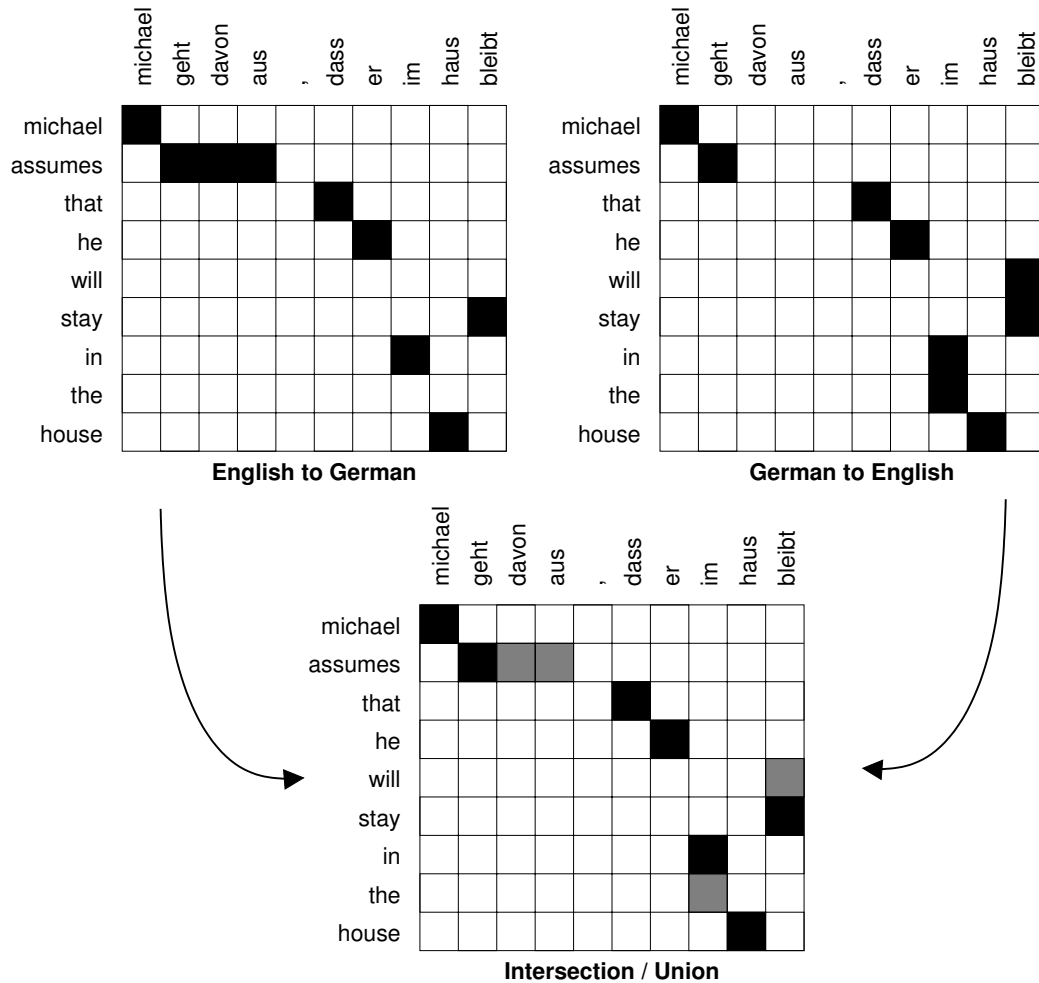 michael geht davon aus , dass er im haus bleibt
michael
assumes
that
he
will
stay
in
the
house
English to German
michael geht davon aus , dass er im haus bleibt
michael
assumes
that
he
will
stay
in
the
house
German to English
michael geht davon aus , dass er im haus bleibt
michael
assumes
that
he
will
stay
in
the
house
Intersection / Union